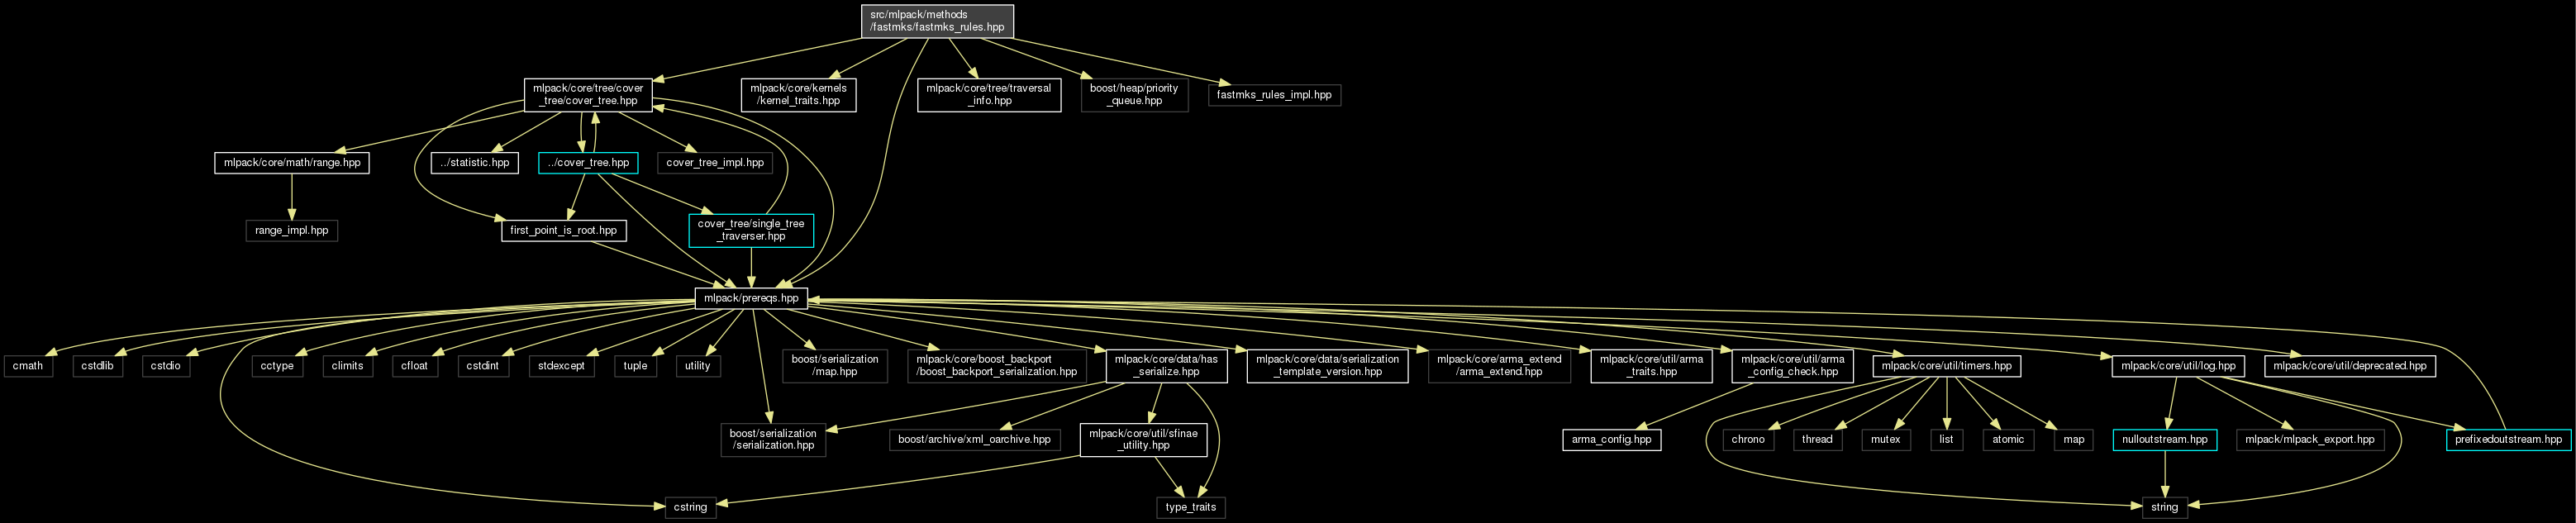 src/mlpack/methods
/fastmks/fastmks_rules.hpp
mlpack/core/tree/cover
_tree/cover_tree.hpp
mlpack/core/kernels
/kernel_traits.hpp
mlpack/core/tree/traversal
_info.hpp
boost/heap/priority
_queue.hpp
fastmks_rules_impl.hpp
mlpack/core/math/range.hpp
../statistic.hpp
../cover_tree.hpp
cover_tree_impl.hpp
range_impl.hpp
first_point_is_root.hpp
cover_tree/single_tree
_traverser.hpp
mlpack/prereqs.hpp
cmath
cstdlib
cstdio
cctype
climits
cfloat
cstdint
stdexcept
tuple
utility
boost/serialization
/map.hpp
mlpack/core/boost_backport
/boost_backport_serialization.hpp
mlpack/core/data/has
_serialize.hpp
mlpack/core/data/serialization
_template_version.hpp
mlpack/core/arma_extend
/arma_extend.hpp
mlpack/core/util/arma
_traits.hpp
mlpack/core/util/arma
_config_check.hpp
mlpack/core/util/timers.hpp
mlpack/core/util/log.hpp
mlpack/core/util/deprecated.hpp
boost/serialization
/serialization.hpp
boost/archive/xml_oarchive.hpp
mlpack/core/util/sfinae
_utility.hpp
arma_config.hpp
chrono
thread
mutex
list
atomic
map
nulloutstream.hpp
mlpack/mlpack_export.hpp
prefixedoutstream.hpp
cstring
type_traits
string